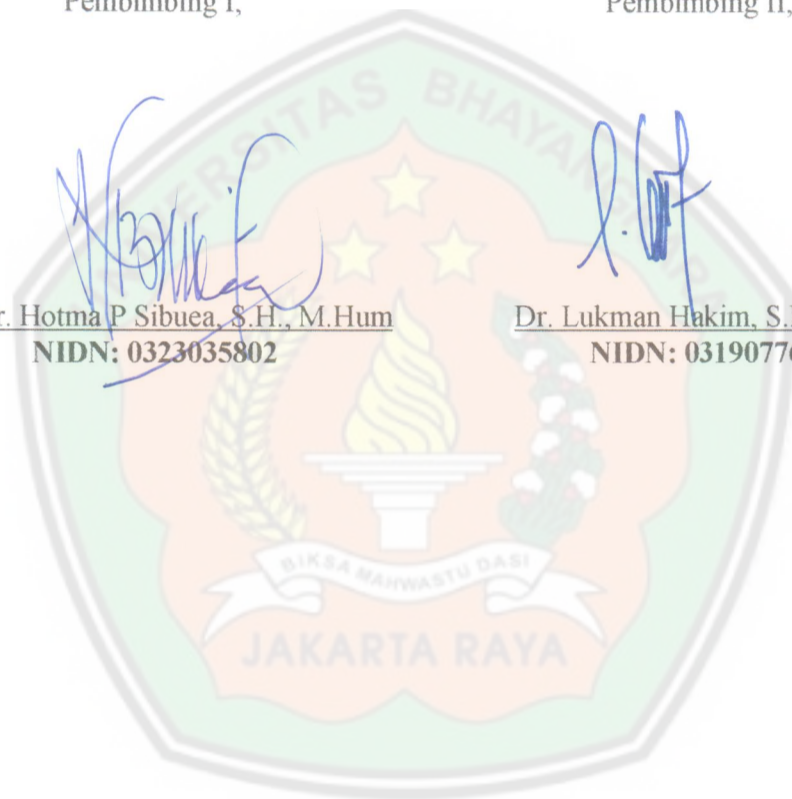 Pembimbing I,
Pembimbing II,
r. Hotma P Sibuea, S.H., M.Hum
NIDN: 0323035802
Dr. Lukman Hakim, S.
NIDN: 03190776
UNIVERSITAS BHAYANGKARA
BIKSA MAHWASTU DASI
JAKARTA RAYA